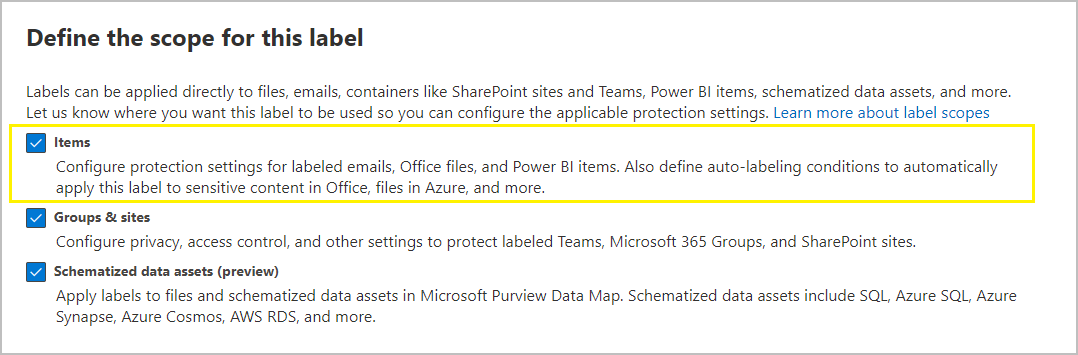 Define the scope for this label
Labels can be applied directly to files, emails, containers like SharePoint sites and Teams, Power BI items, schematized data assets, and more.
Let us know where you want this label to be used so you can configure the applicable protection settings. Learn more about label scopes
Items
Configure protection settings for labeled emails, Office files, and Power BI items. Also define auto-labeling conditions to automatically
apply this label to sensitive content in Office, files in Azure, and more.
Groups & sites
Configure privacy, access control, and other settings to protect labeled Teams, Microsoft 365 Groups, and SharePoint sites.
Schematized data assets (preview)
Apply labels to files and schematized data assets in Microsoft Purview Data Map. Schematized data assets include SQL, Azure SQL, Azure
Synapse, Azure Cosmos, AWS RDS, and more.